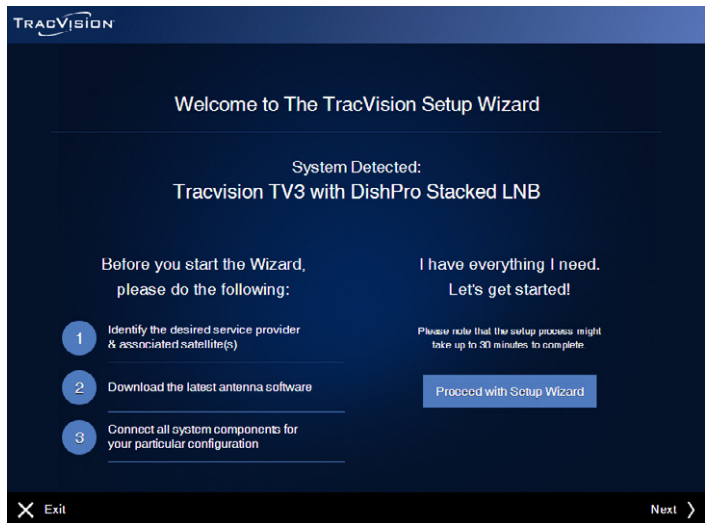 TRACVISION
Welcome to The TracVision Setup Wizard
System Detected:
Tracvision TV3 with DishPro Stacked LNB
Before you start the Wizard,
please do the following:
1
Identify the desired service provider
& associated satellite(s)
2
Download the latest antenna software
3
Connect all system components for
your particular configuration
I have everything I need.
Let's get started!
Please note that the setup process might
take up to 30 minutes to complete.
Proceed with Setup Wizard
Exit
Next